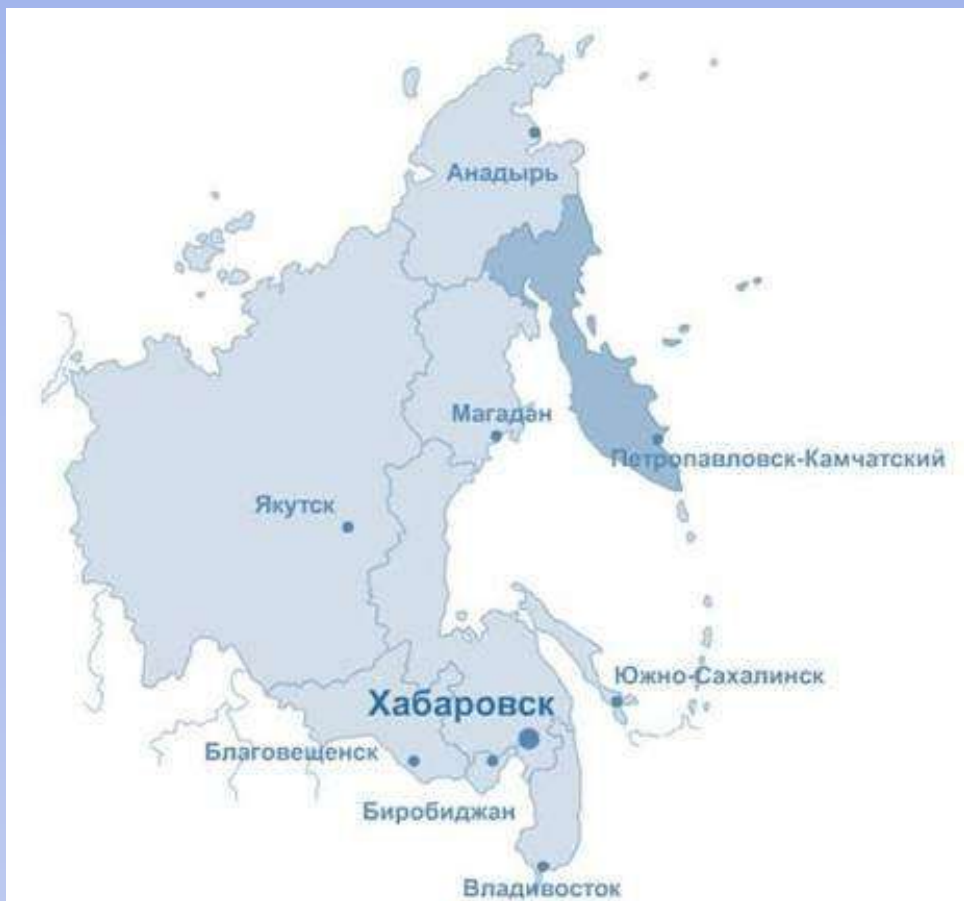 Анадырь
Магадан
Петропавловск-Камчатский
Якутск
Южно-Сахалинск
Хабаровск
Благовещенск
Биробиджан
Владивосток